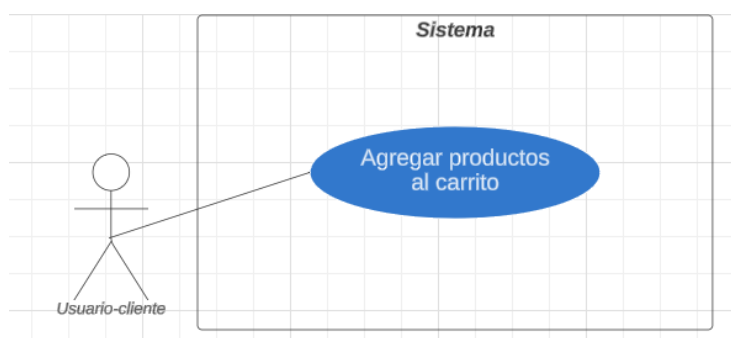 Sistema
Agregar productos
al carrito
Usuario-cliente